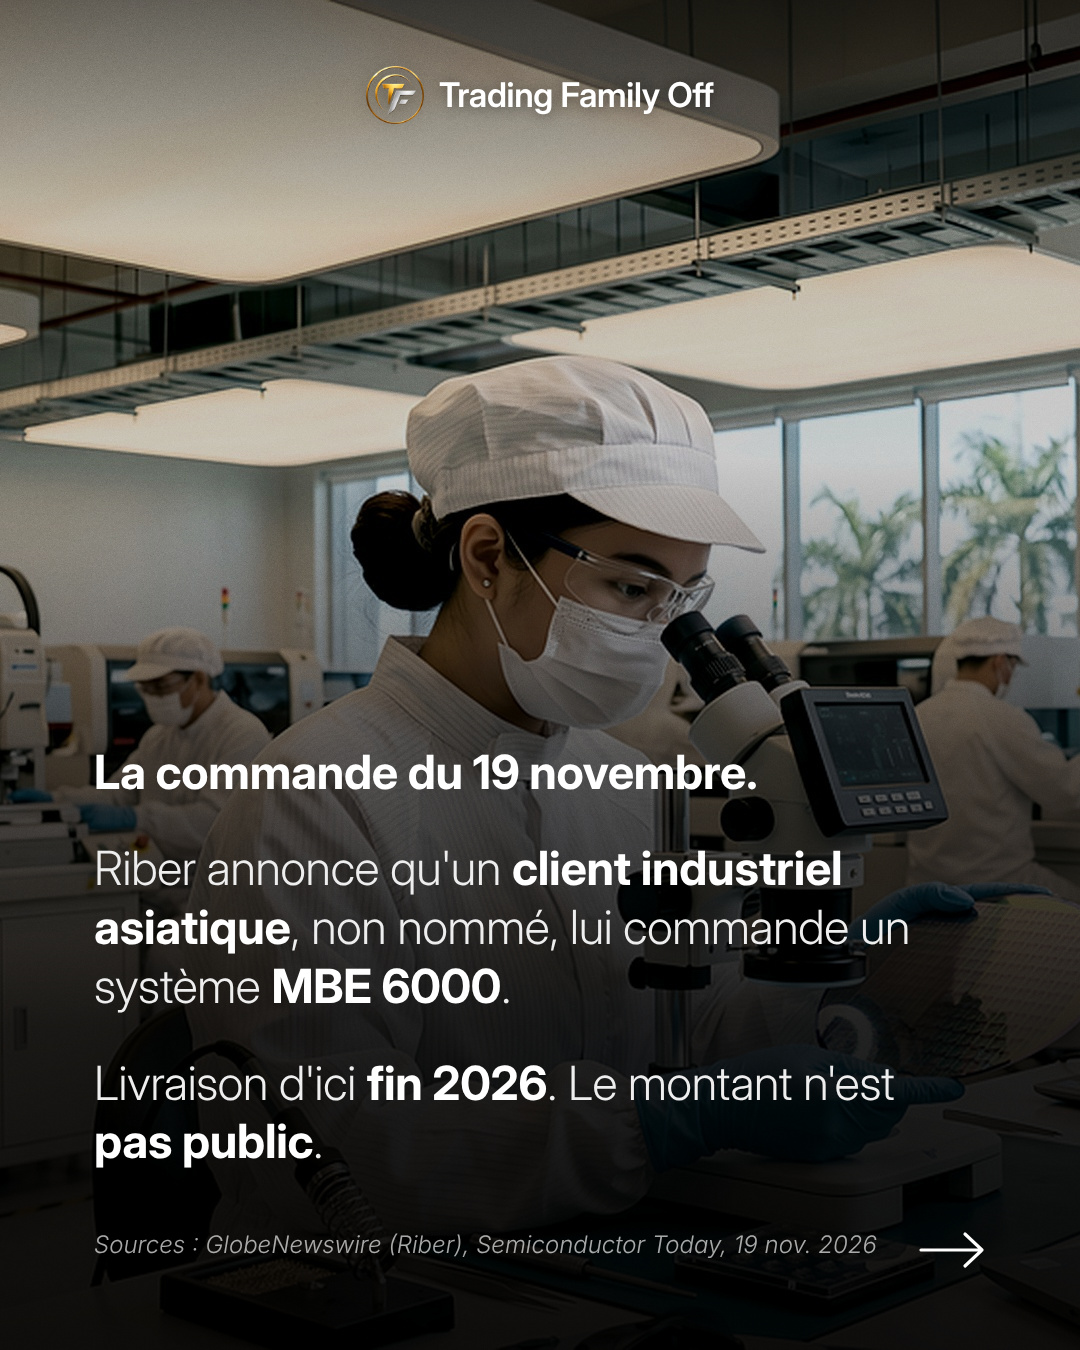 Trading Family Off
La commande du 19 novembre.
Riber annonce qu'un client industriel
asiatique, non nommé, lui commande un
système MBE 6000.
Livraison d'ici fin 2026. Le montant n'est
pas public.
Sources : GlobeNewswire (Riber), Semiconductor Today, 19 nov. 2026